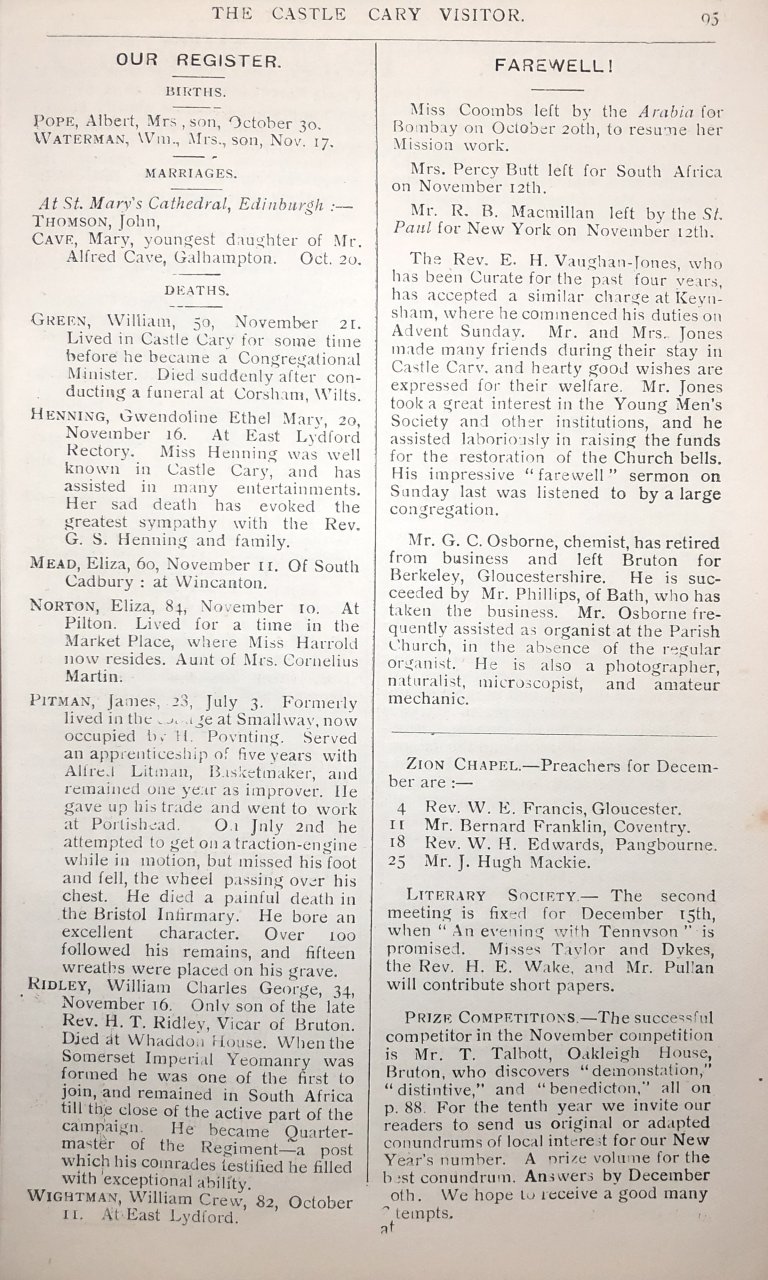 THE CASTLE CARY VISITOR.
95
OUR REGISTER.
BIRTHS.
POPE, Albert, Mrs, son, October 30.
WATERMAN, Wm., Mrs., son, Nov. 17.
MARRIAGES.
At St. Mary's Cathedral, Edinburgh :—
THOMSON, John,
CAVE, Mary, youngest daughter of Mr.
Alfred Cave, Galhampton. Oct. 20.
DEATHS.
GREEN, William, 50, November 21.
Lived in Castle Cary for some time
before he became a Congregational
Minister. Died suddenly after con-
ducting a funeral at Corsham, Wilts.
HENNING, Gwendoline Ethel Mary, 20,
November 16. At East Lydford
Rectory. Miss Henning was well
known in Castle Cary, and has
assisted in many entertainments.
Her sad death has evoked the
greatest sympathy with the Rev.
G. S. Henning and family.
MEAD, Eliza, 60, November 11. Of South
Cadbury : at Wincanton.
NORTON, Eliza, 84, November 10. At
Pilton. Lived for a time in the
Market Place, where Miss Harrold
now resides. Aunt of Mrs. Cornelius
Martin.
PITMAN, James, 28, July 3. Formerly
lived in the at Smallway, now
occupied by H. Poynting. Served
an apprenticeship of five years with
Alfred Litman, Basketmaker, and
remained one year as improver. He
gave up his trade and went to work
at Portishead. On Jnly 2nd he
attempted to get on a traction-engine
while in motion, but missed his foot
and fell, the wheel passing over his
chest. He died a painful death in
the Bristol Infirmary. He bore an
excellent character. Over 100
followed his remains, and fifteen
wreaths were placed on his grave.
RIDLEY, William Charles George, 34,
November 16. Only son of the late
Rev. H. T. Ridley, Vicar of Bruton.
Died at Whaddon House. When the
Somerset Imperial Yeomanry was
formed he was one of the first to
join, and remained in South Africa
till the close of the active part of the
campaign. He became Quarter-
master of the Regiment—a post
which his comrades testified he filled
with exceptional ability.
WIGHTMAN, William Crew, 82, October
11. At East Lydford.
FAREWELL!
Miss Coombs left by the Arabia for
Bombay on October 20th, to resume her
Mission work.
Mrs. Percy Butt left for South Africa
on November 12th.
Mr. R. B. Macmillan left by the St.
Paul for New York on November 12th.
The Rev. E. H. Vaughan-Jones, who
has been Curate for the past four years,
has accepted a similar charge at Keyn-
sham, where he commenced his duties on
Advent Sunday. Mr. and Mrs. Jones
made many friends during their stay in
Castle Cary, and hearty good wishes are
expressed for their welfare. Mr. Jones
took a great interest in the Young Men's
Society and other institutions, and he
assisted laboriously in raising the funds
for the restoration of the Church bells.
His impressive "farewell" sermon on
Sunday last was listened to by a large
congregation.
Mr. G. C. Osborne, chemist, has retired
from business and left Bruton for
Berkeley, Gloucestershire. He is suc-
ceeded by Mr. Phillips, of Bath, who has
taken the business. Mr. Osborne fre-
quently assisted as organist at the Parish
Church, in the absence of the regular
organist. He is also a photographer,
naturalist, microscopist, and amateur
mechanic.
ZION CHAPEL.—Preachers for Decem-
ber are :—
4 Rev. W. E. Francis, Gloucester.
11 Mr. Bernard Franklin, Coventry.
18 Rev. W. H. Edwards, Pangbourne.
25 Mr. J. Hugh Mackie.
LITERARY SOCIETY.— The second
meeting is fixed for December 15th,
when "An evening with Tennyson" is
promised. Misses Taylor and Dykes,
the Rev. H. E. Wake, and Mr. Pullan
will contribute short papers.
PRIZE COMPETITIONS.—The successful
competitor in the November competition
is Mr. T. Talbott, Oakleigh House,
Bruton, who discovers "demonstation,"
"distintive," and "benedicton," all on
p. 88. For the tenth year we invite our
readers to send us original or adapted
conundrums of local interest for our New
Year's number. A prize volume for the
best conundrum. Answers by December
9th. We hope to receive a good many
tempts.
at